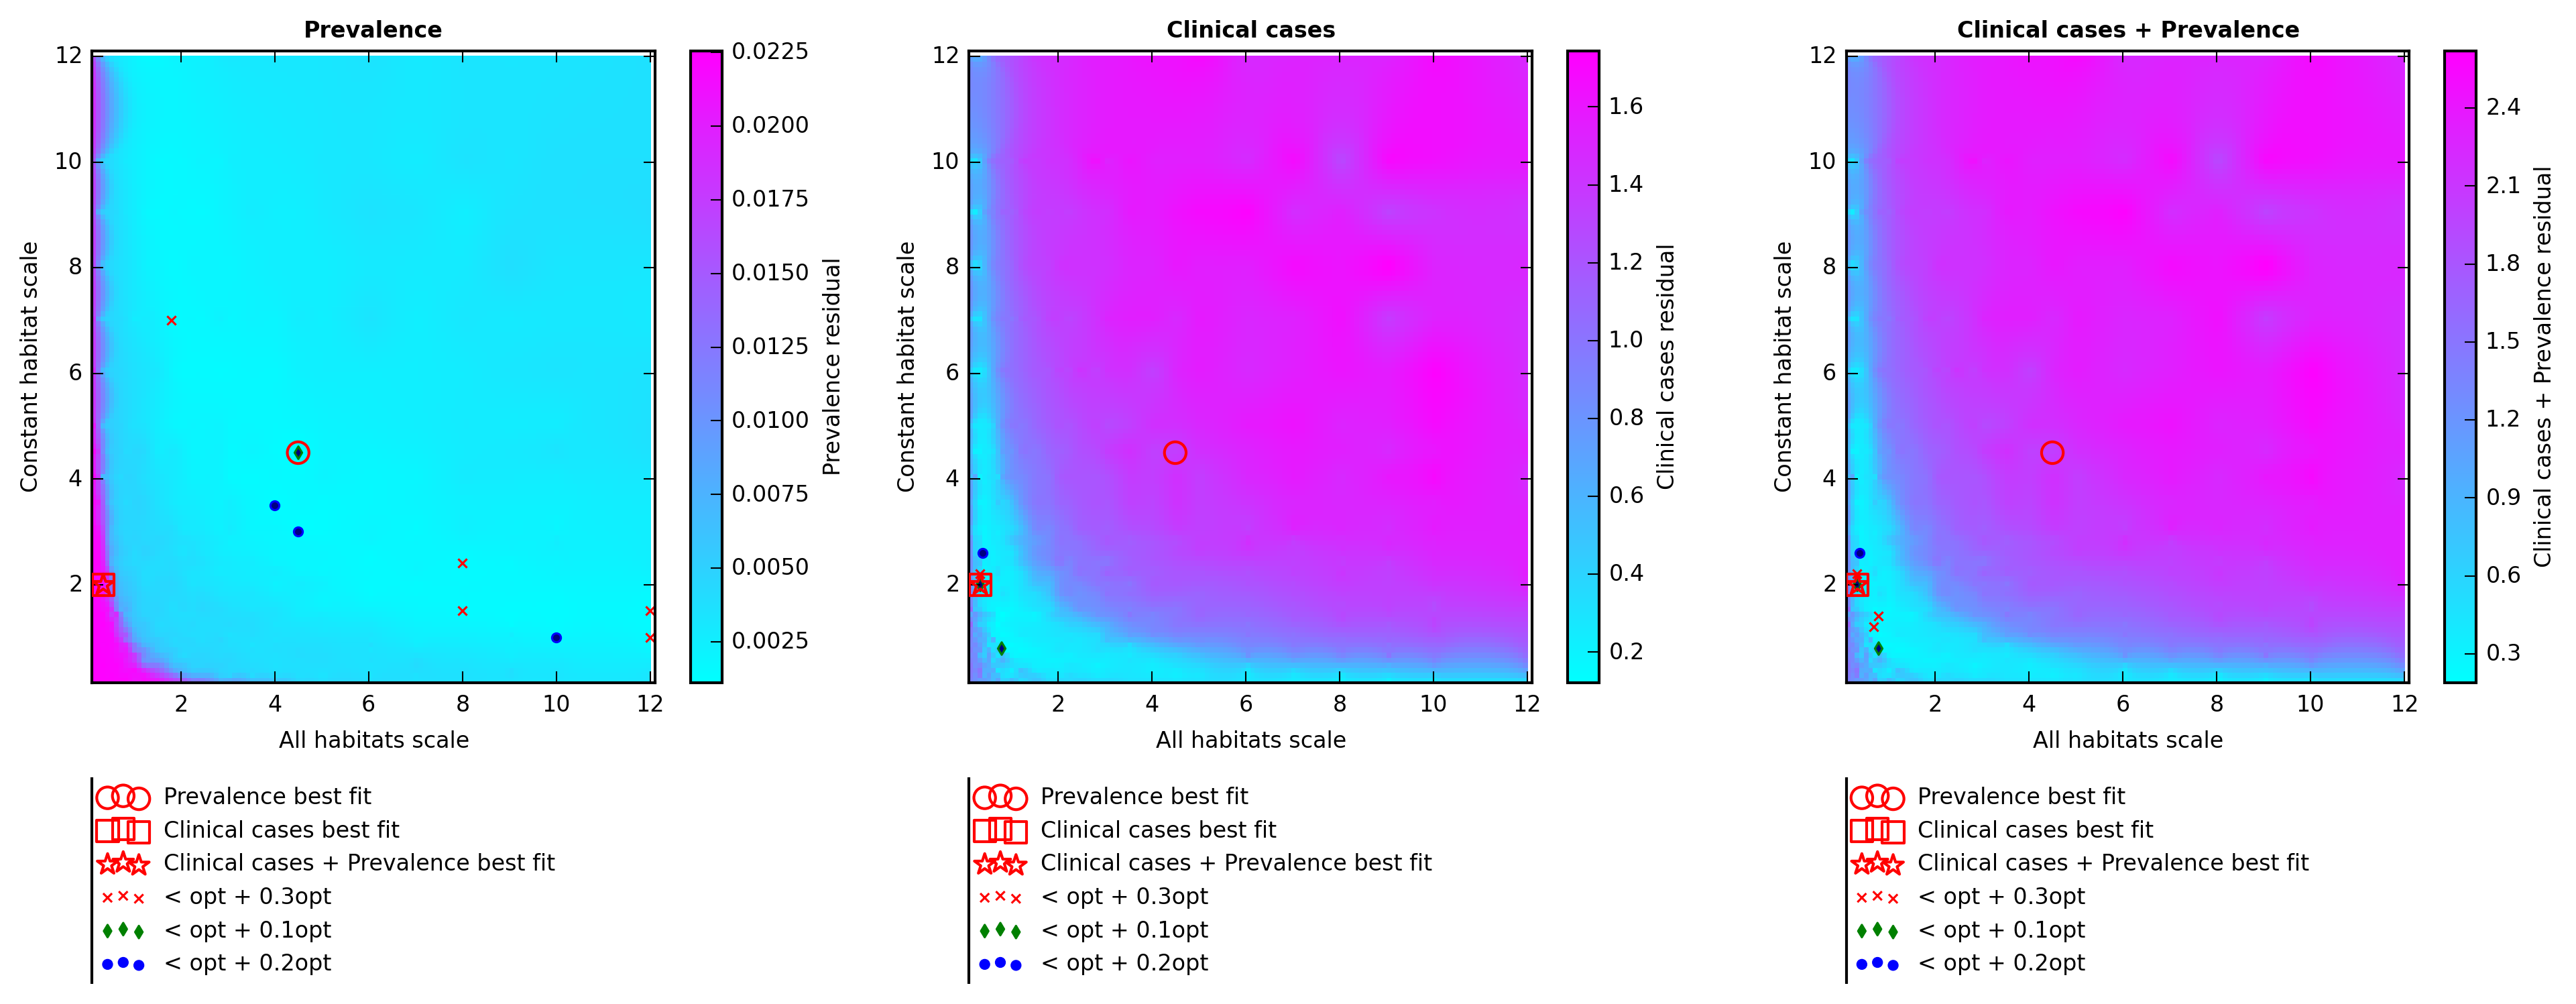 Prevalence
Clinical cases
Clinical cases + Prevalence
12
10
8
6
4
2
2
4
6
8
10
12
Constant habitat scale
All habitats scale
0.0225
0.0200
0.0175
0.0150
0.0125
0.0100
0.0075
0.0050
0.0025
Prevalence residual
12
10
8
6
4
2
2
4
6
8
10
12
Constant habitat scale
All habitats scale
1.6
1.4
1.2
1.0
0.8
0.6
0.4
0.2
Clinical cases residual
12
10
8
6
4
2
2
4
6
8
10
12
Constant habitat scale
All habitats scale
2.4
2.1
1.8
1.5
1.2
0.9
0.6
0.3
Clinical cases + Prevalence residual
Prevalence best fit
Clinical cases best fit
Clinical cases + Prevalence best fit
< opt + 0.3opt
< opt + 0.1opt
< opt + 0.2opt
Prevalence best fit
Clinical cases best fit
Clinical cases + Prevalence best fit
< opt + 0.3opt
< opt + 0.1opt
< opt + 0.2opt
Prevalence best fit
Clinical cases best fit
Clinical cases + Prevalence best fit
< opt + 0.3opt
< opt + 0.1opt
< opt + 0.2opt